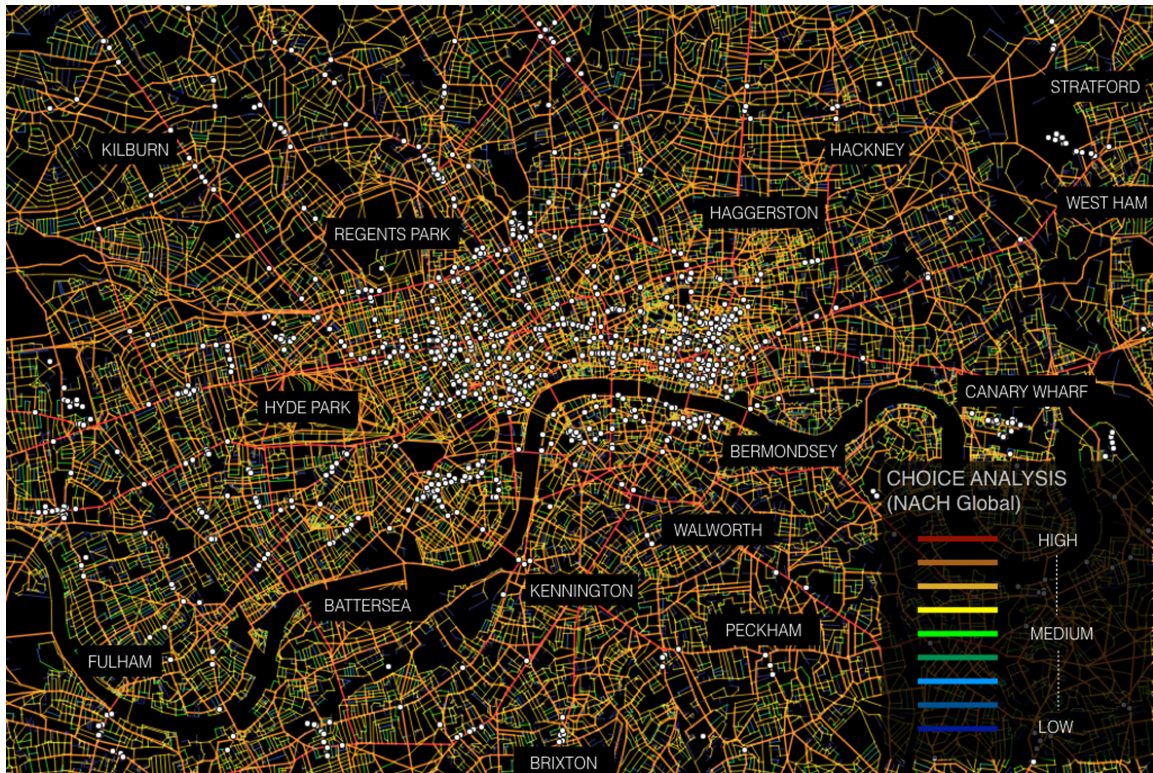 STRATFORD
KILBURN
HACKNEY
WEST HAM
HAGGERSTON
REGENTS PARK
CANARY WHARF
HYDE PARK
BERMONDSEY
CHOICE ANALYSIS
(NACH Global)
WALWORTH
HIGH
KENNINGTON
BATTERSEA
PECKHAM
MEDIUM
FULHAM
LOW
BRIXTON